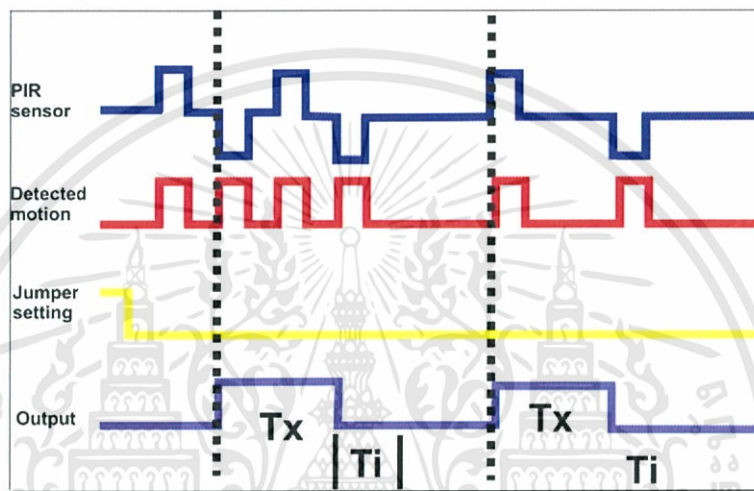 PIR
sensor
Detected
motion
Jumper
setting
Output
Tx
Ti
Tx
Ti